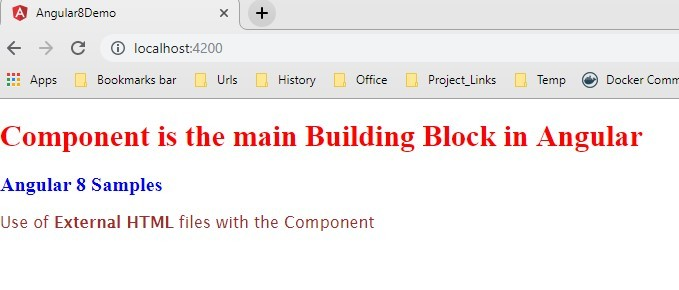 Angular8Demo
localhost:4200
Apps Bookmarks bar Urls History Office Project_Links Temp Docker Comm
Component is the main Building Block in Angular
Angular 8 Samples
Use of External HTML files with the Component